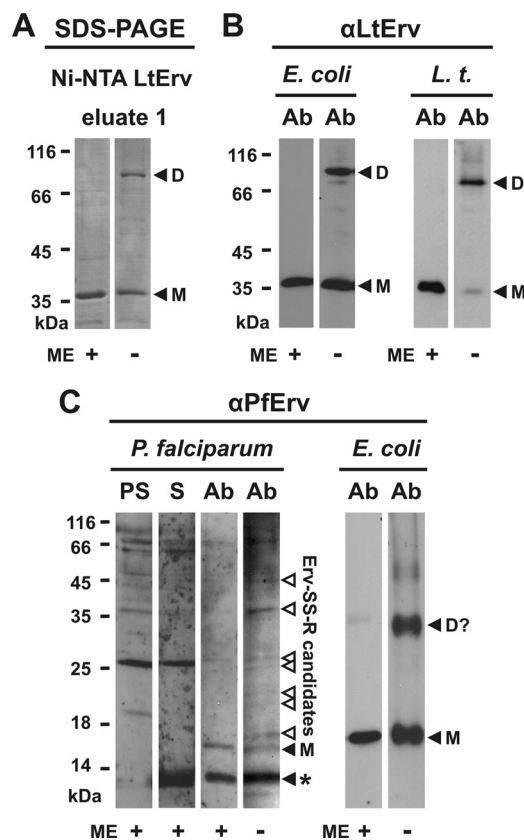 A
SDS-PAGE
Ni-NTA LtErv
eluate 1
116
66
45
35
kDa
D
M
ME + -
B
αLtErv
E. coli
L. t.
Ab Ab
Ab Ab
116
66
45
35
kDa
D
M
D
M
ME + -
ME + -
C
αPfErv
P. falciparum
E. coli
PS S Ab Ab
Ab Ab
116
66
45
35
25
18
14
kDa
Erv-SS-R candidates
M
*
D?
M
ME + + + -
ME + -